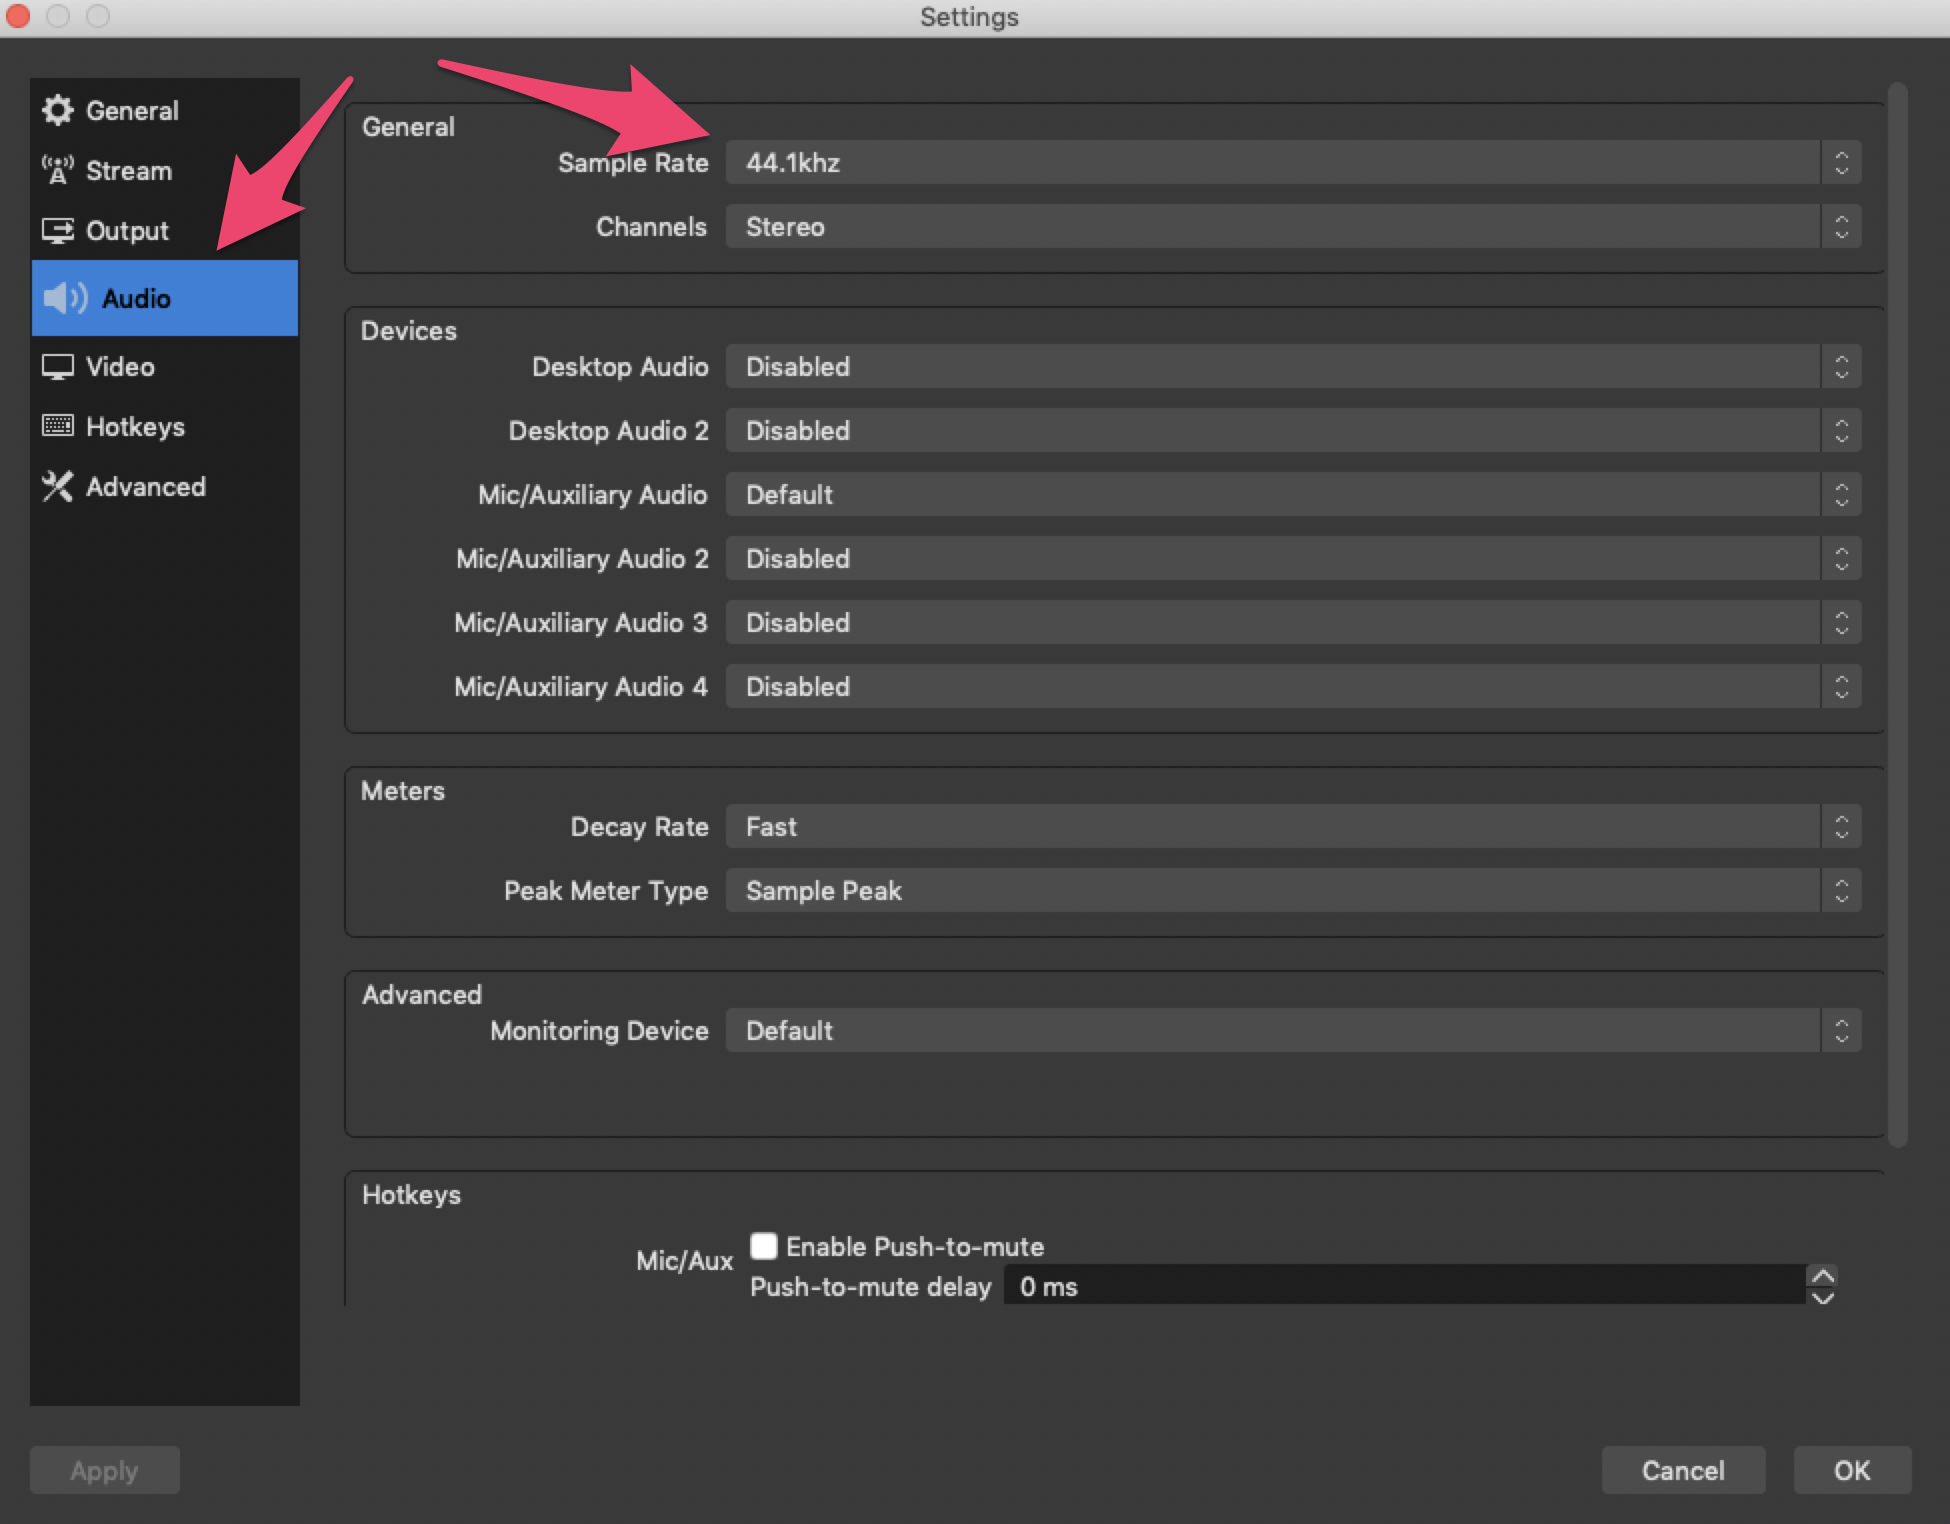 Settings
General
Stream
Output
Audio
Video
Hotkeys
Advanced
General
Sample Rate 44.1khz
Channels Stereo
Devices
Desktop Audio Disabled
Desktop Audio 2 Disabled
Mic/Auxiliary Audio Default
Mic/Auxiliary Audio 2 Disabled
Mic/Auxiliary Audio 3 Disabled
Mic/Auxiliary Audio 4 Disabled
Meters
Decay Rate Fast
Peak Meter Type Sample Peak
Advanced
Monitoring Device Default
Hotkeys
Mic/Aux Enable Push-to-mute
Push-to-mute delay 0 ms
Apply Cancel OK